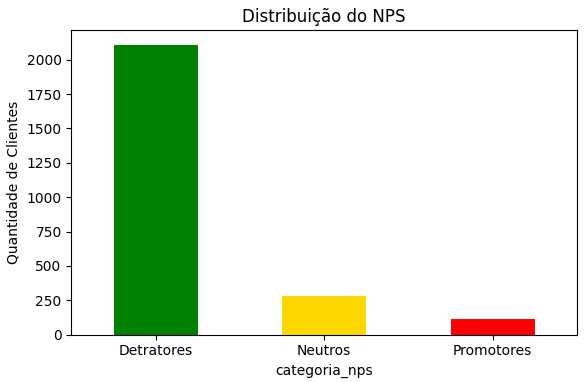 Distribuição do NPS
Quantidade de Clientes
2000
1750
1500
1250
1000
750
500
250
0
Detratores
Neutros
Promotores
categoria_nps